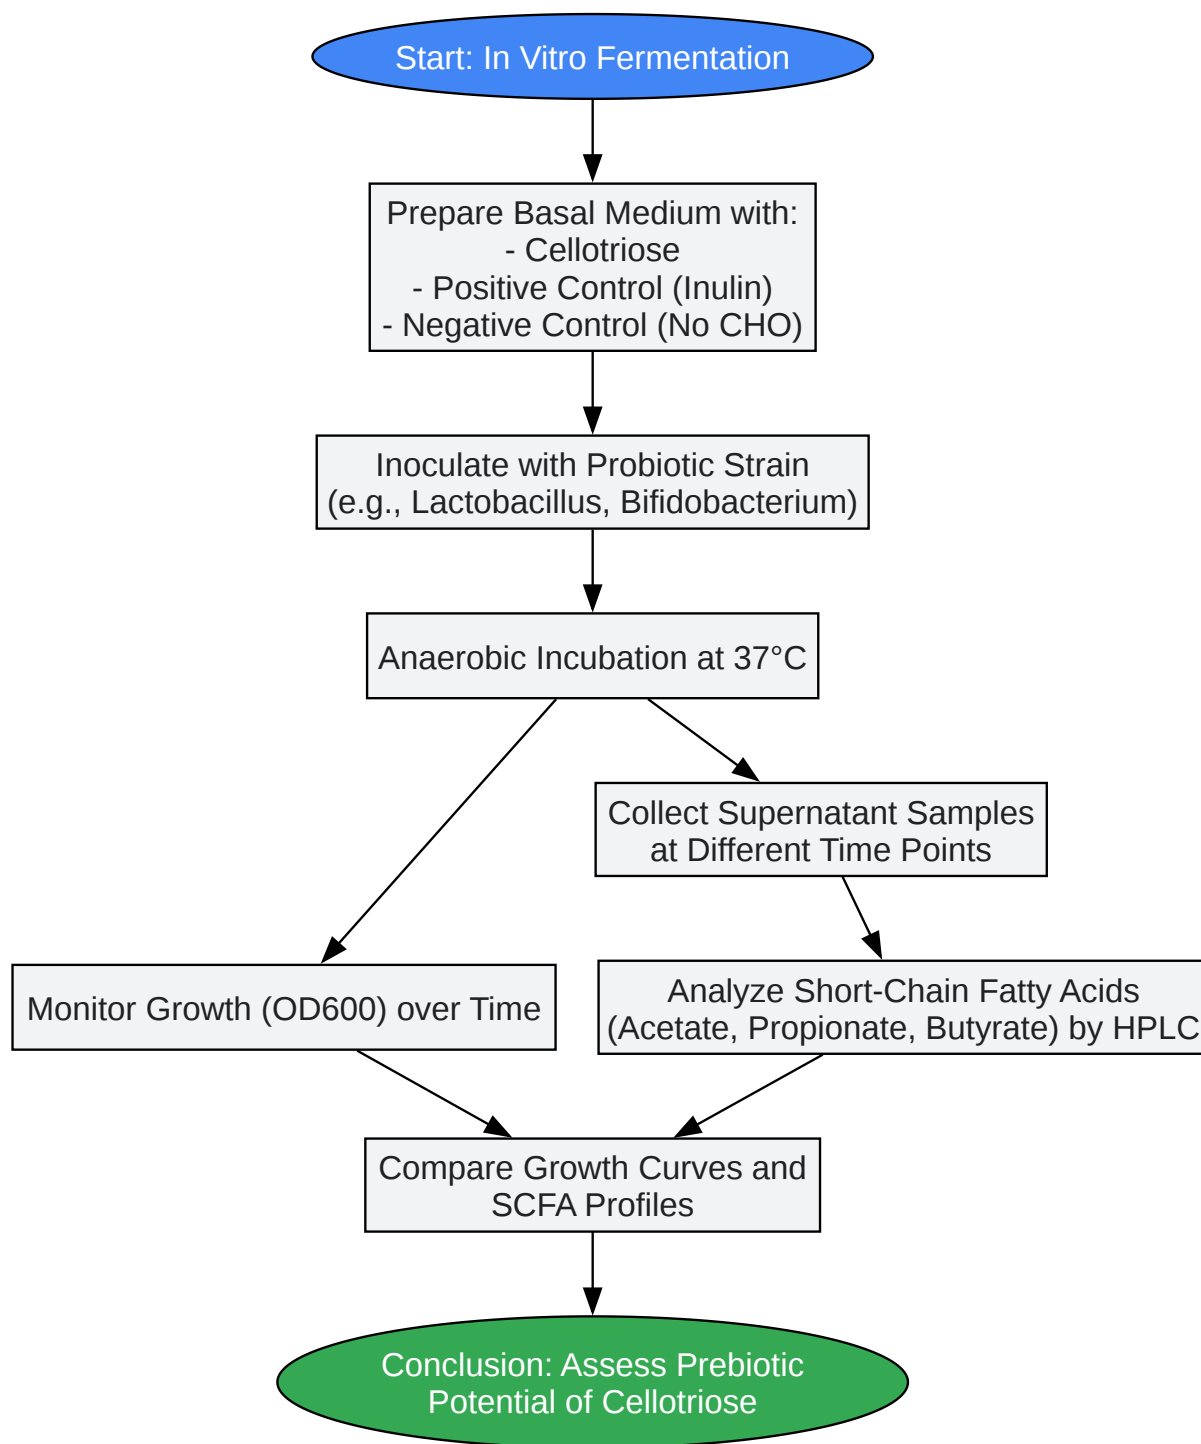 Start: In Vitro Fermentation
Prepare Basal Medium with:
- Cellotriose
- Positive Control (Inulin)
- Negative Control (No CHO)
Inoculate with Probiotic Strain
(e.g., Lactobacillus, Bifidobacterium)
Anaerobic Incubation at 37°C
Collect Supernatant Samples
at Different Time Points
Monitor Growth (OD600) over Time
Analyze Short-Chain Fatty Acids
(Acetate, Propionate, Butyrate) by HPLC
Compare Growth Curves and
SCFA Profiles
Conclusion: Assess Prebiotic
Potential of Cellotriose